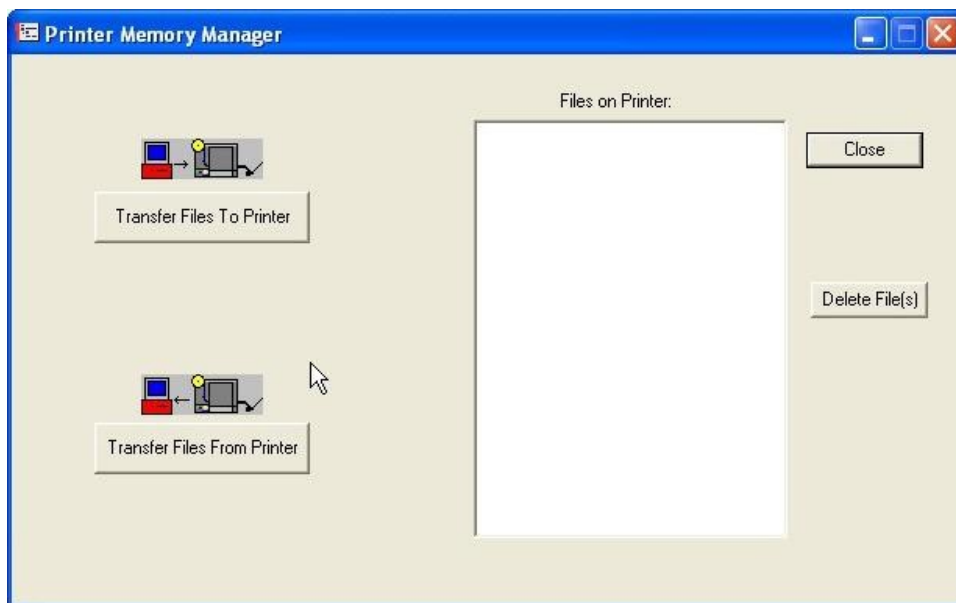 Printer Memory Manager
Files on Printer:
Close
Transfer Files To Printer
Delete File(s)
Transfer Files From Printer